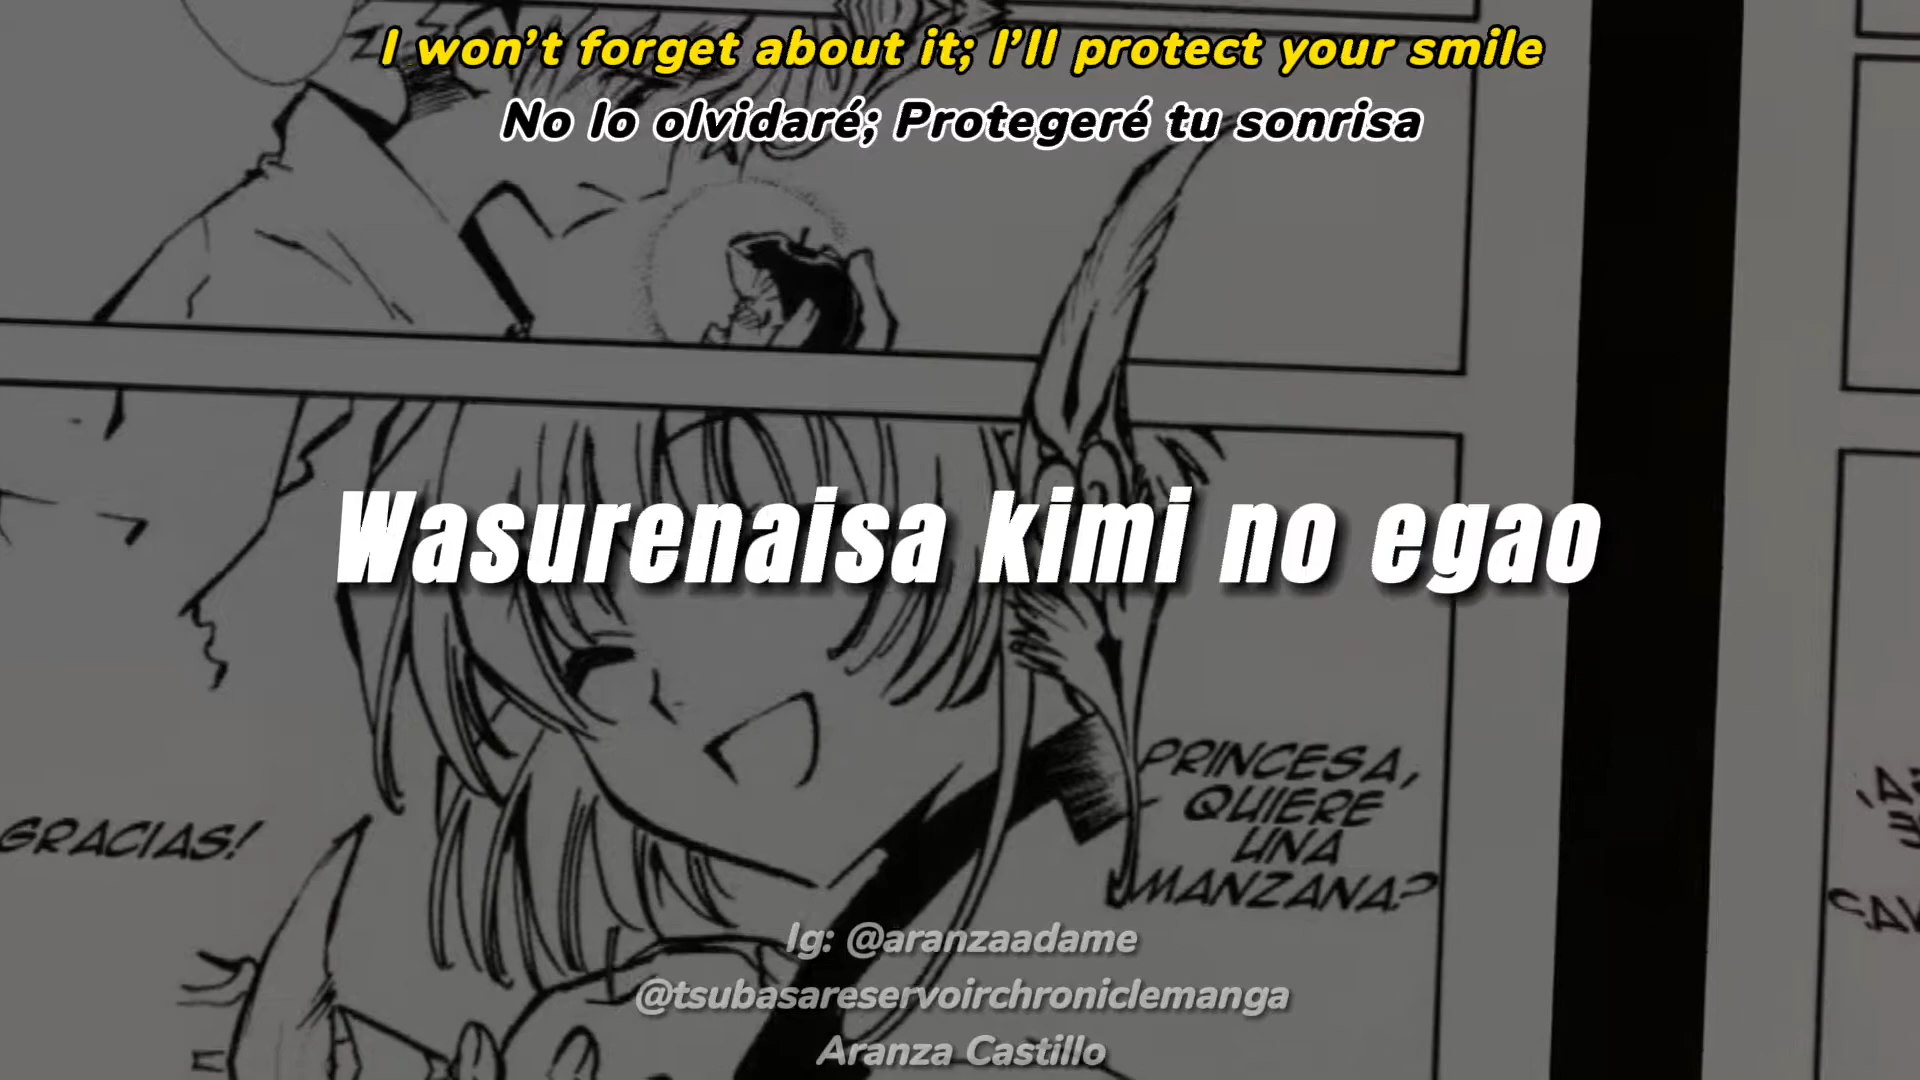 I won't forget about it; I'll protect your smile
No lo olvidaré; Protegeré tu sonrisa
Wasurenaisa kimi no egao
PRINCESA,
QUIERE
UNA
MANZANA?
GRACIAS!
Ig: @aranzaadame
@tsubasareservoirchroniclemanga
Aranza Castillo